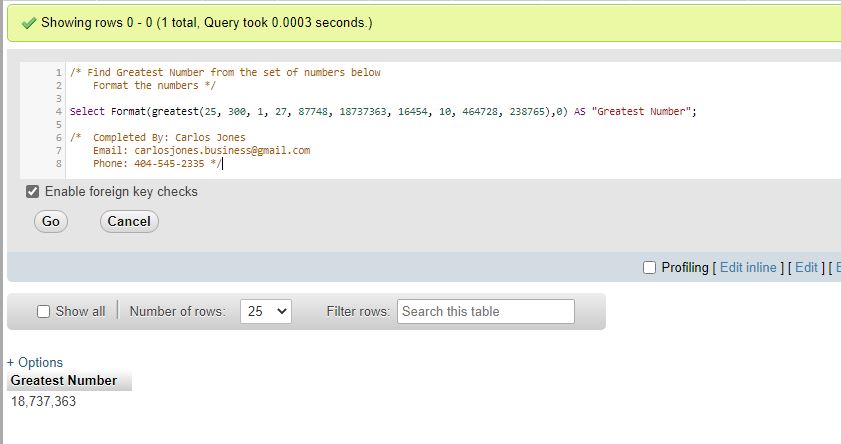 Showing rows 0 - 0 (1 total, Query took 0.0003 seconds.)
1 /* Find Greatest Number from the set of numbers below
2 Format the numbers */
3
4 Select Format(greatest(25, 300, 1, 27, 87748, 18737363, 16454, 10, 464728, 238765),0) AS "Greatest Number";
5
6 /* Completed By: Carlos Jones
7 Email: carlosjones.business@gmail.com
8 Phone: 404-545-2335 */
Enable foreign key checks
Go Cancel
Profiling [ Edit inline ] [ Edit ] [ E
Show all Number of rows: 25 Filter rows: Search this table
+ Options
Greatest Number
18,737,363